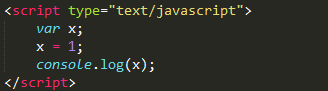 <script type="text/javascript">
    var x;
    x = 1;
    console.log(x);
</script>